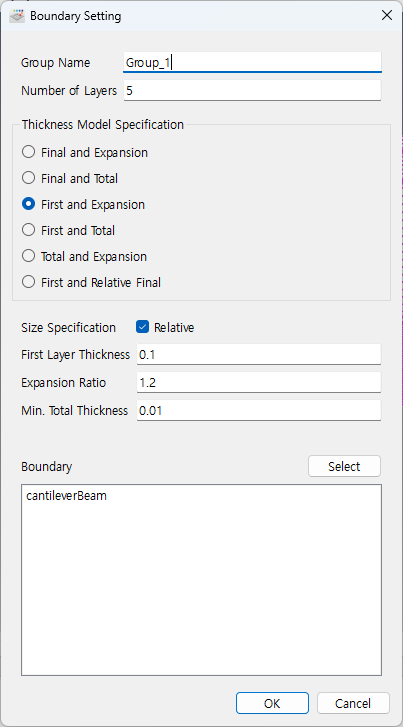 Boundary Setting
Group Name Group_1
Number of Layers 5
Thickness Model Specification
Final and Expansion
Final and Total
First and Expansion
First and Total
Total and Expansion
First and Relative Final
Size Specification Relative
First Layer Thickness 0.1
Expansion Ratio 1.2
Min. Total Thickness 0.01
Boundary Select
cantileverBeam
OK Cancel